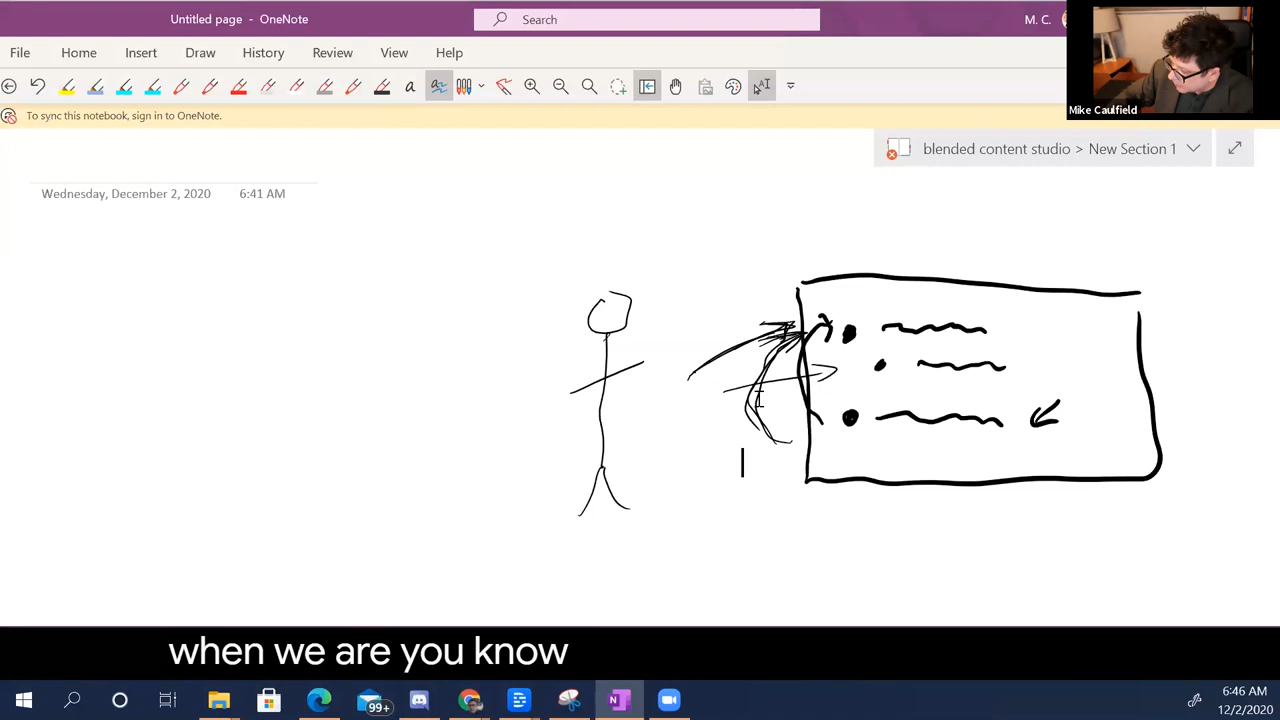 Untitled page - OneNote
Search
M. C.
File Home Insert Draw History Review View Help
To sync this notebook, sign in to OneNote.
Mike Caulfield
blended content studio > New Section 1
Wednesday, December 2, 2020 6:41 AM
when we are you know
99+
6:46 AM
12/2/2020